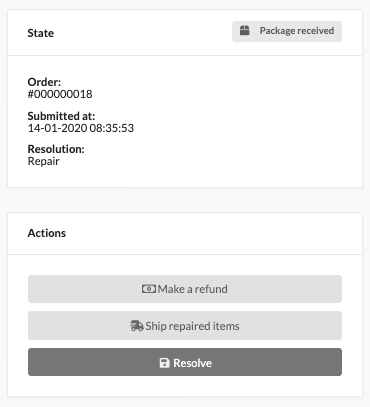 State
Package received
Order:
#000000018
Submitted at:
14-01-2020 08:35:53
Resolution:
Repair
Actions
Make a refund
Ship repaired items
Resolve